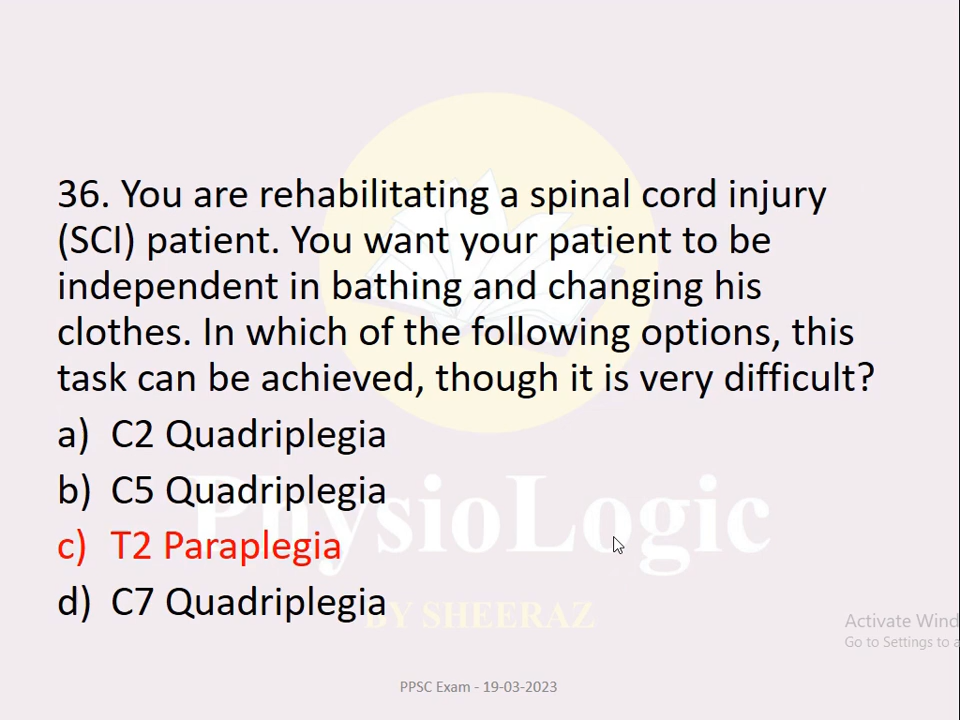 36. You are rehabilitating a spinal cord injury
(SCI) patient. You want your patient to be
independent in bathing and changing his
clothes. In which of the following options, this
task can be achieved, though it is very difficult?
a) C2 Quadriplegia
b) C5 Quadriplegia
PhysioLogic
c) T2 Paraplegia
d) C7 Quadriplegia
BY SHEERAZ
Activate Wind
Go to Settings to a
PPSC Exam - 19-03-2023